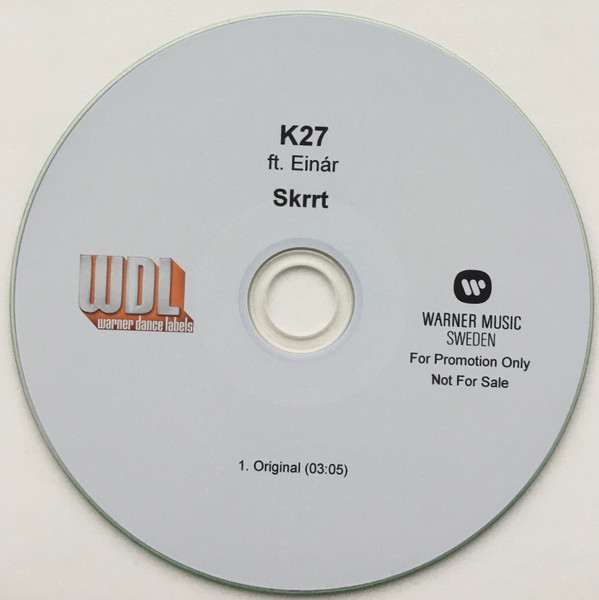 K27
ft. Einár
Skrrt
WDL
warner dance labels
WARNER MUSIC
SWEDEN
For Promotion Only
Not For Sale
1. Original (03:05)